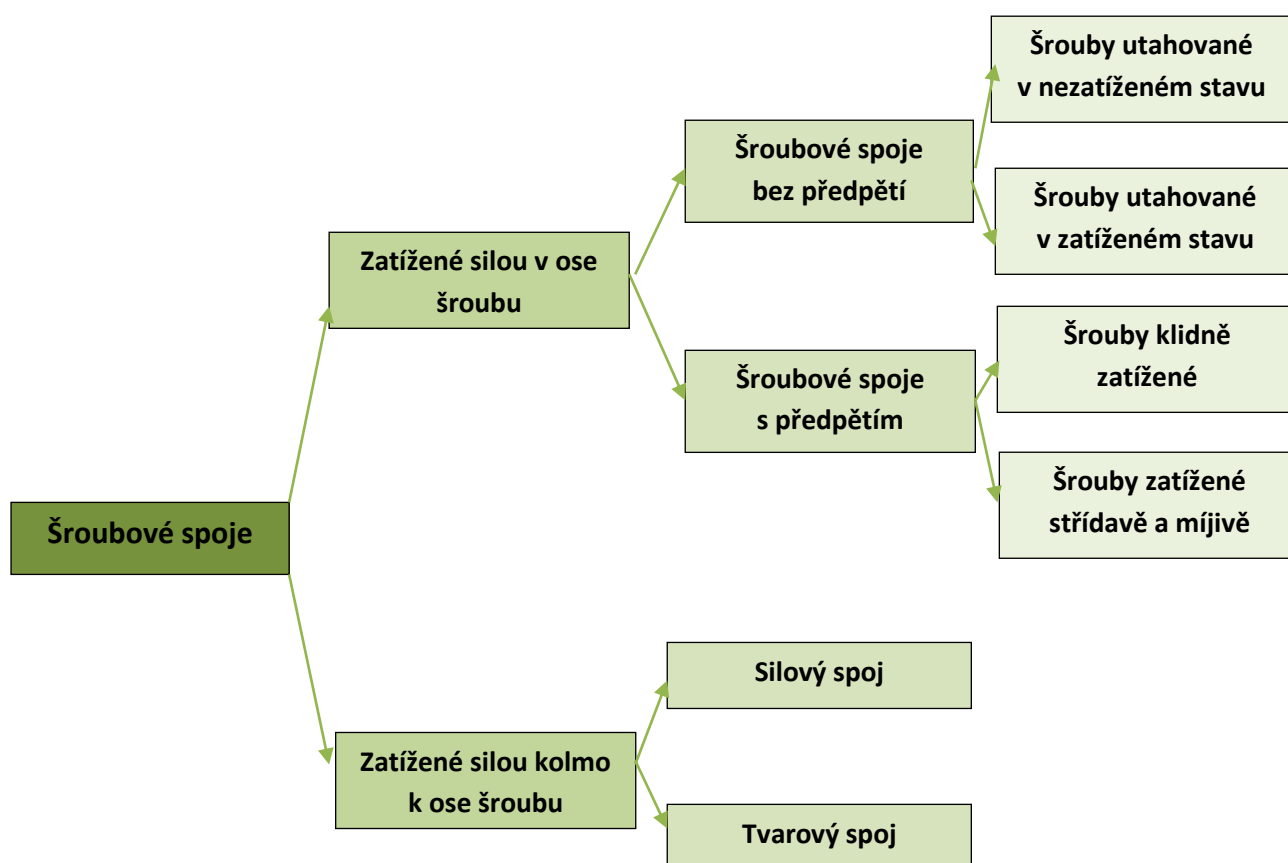 Šrouby utahované
v nezatíženém stavu
Šroubové spoje
bez předpětí
Šrouby utahované
v zatíženém stavu
Zatížené silou v ose
šroubu
Šrouby klidně
zatížené
Šroubové spoje
s předpětím
Šrouby zatížené
střídavě a míjivě
Šroubové spoje
Silový spoj
Zatížené silou kolmo
k ose šroubu
Tvarový spoj